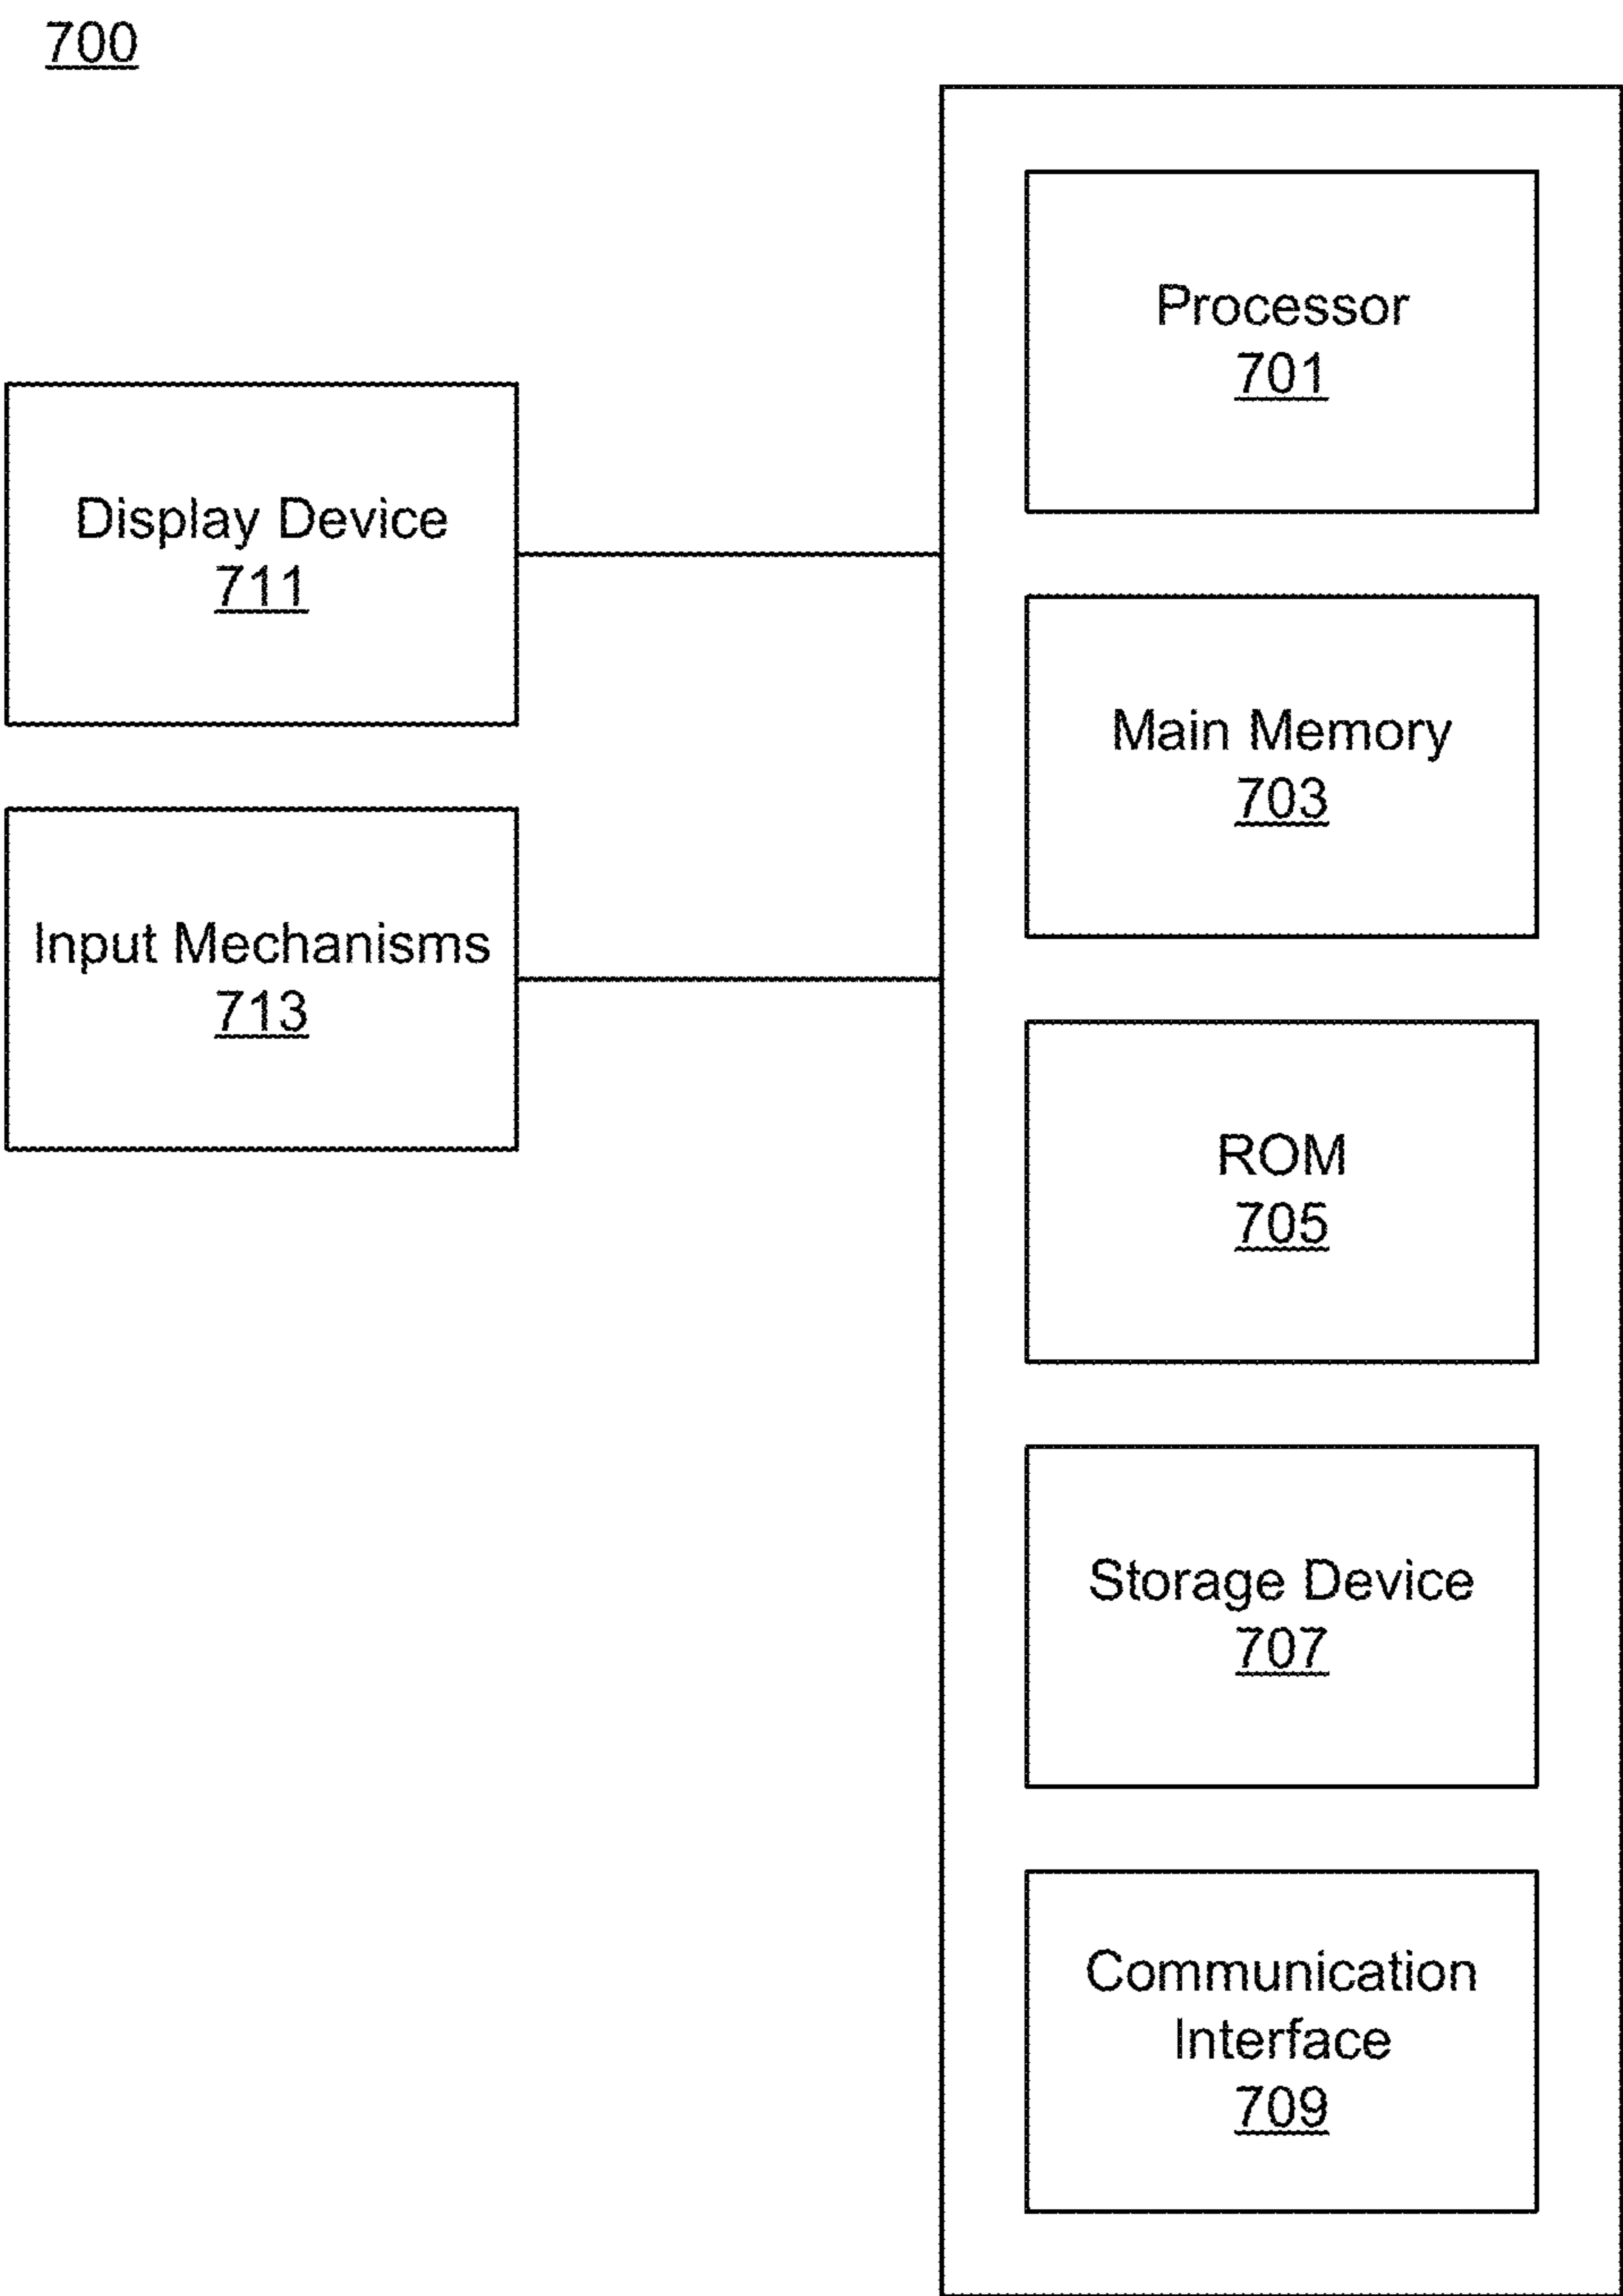 700
Processor
701
Display Device
711
Main Memory
703
Input Mechanisms
713
ROM
705
Storage Device
707
Communication
Interface
709